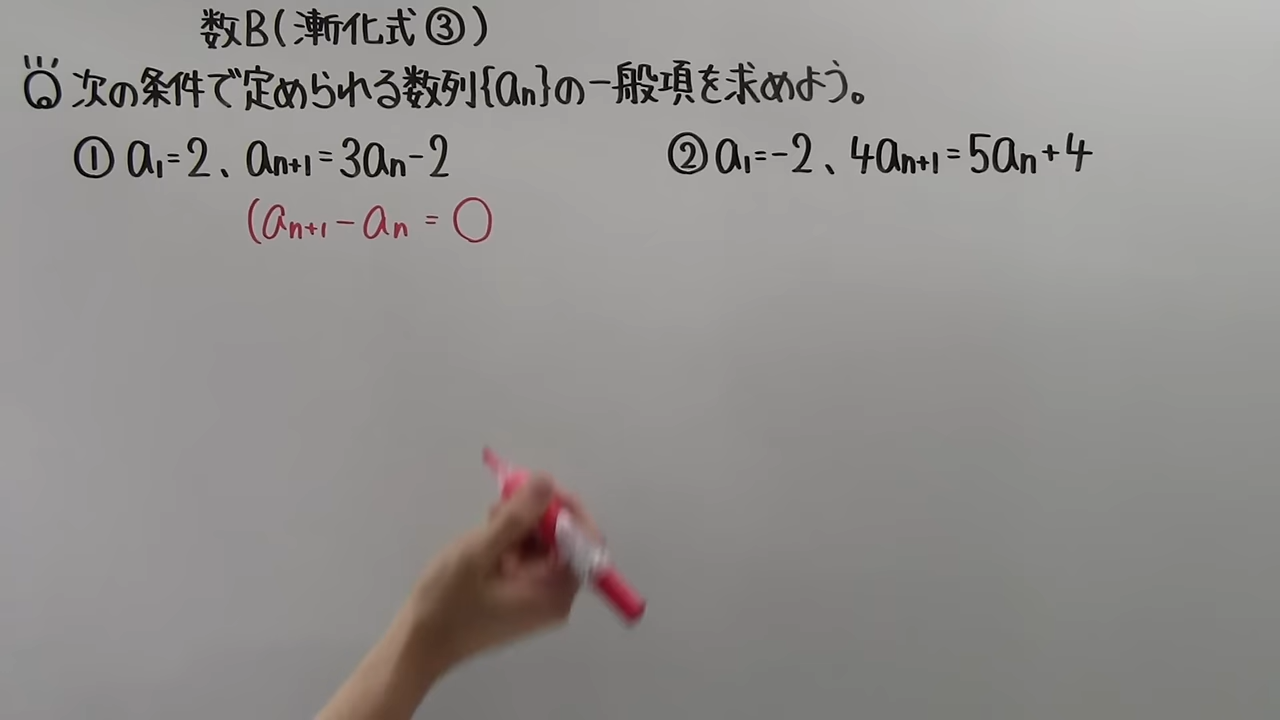 数B(漸化式③)
Q 次の条件で定められる数列{an}の一般項を求めよう。
① a1=2、an+1=3an-2
② a1=-2、4an+1=5an+4
(an+1-an=○